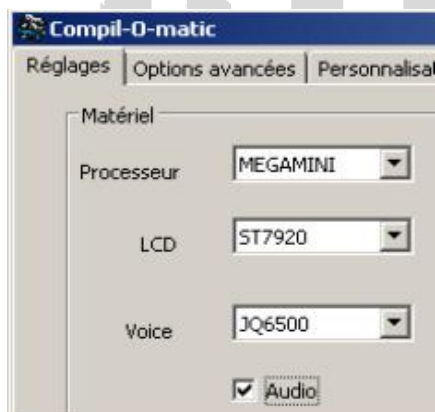 Compil-O-matic
Réglages Options avancées Personnalisat
Matériel
Processeur MEGAMINI
LCD ST7920
Voice JQ6500
Audio